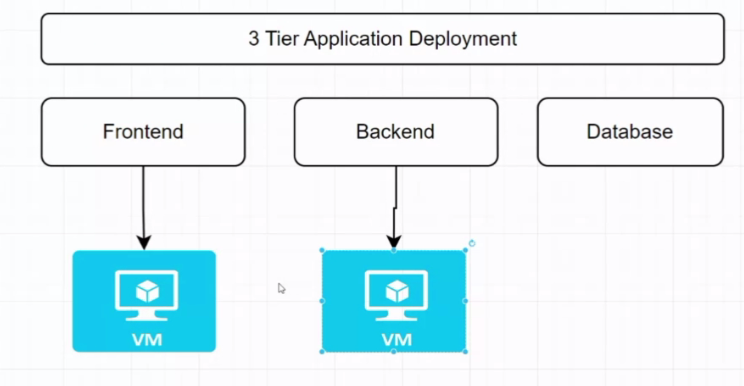 3 Tier Application Deployment
Frontend
Backend
Database
VM
VM